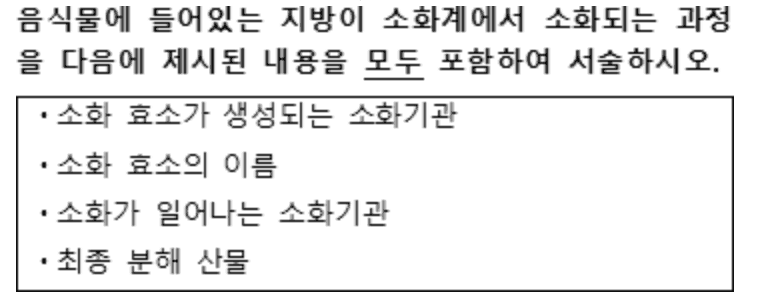 음식물에 들어있는 지방이 소화계에서 소화되는 과정
을 다음에 제시된 내용을 모두 포함하여 서술하시오.
・소화 효소가 생성되는 소화기관
・소화 효소의 이름
・소화가 일어나는 소화기관
・최종 분해 산물